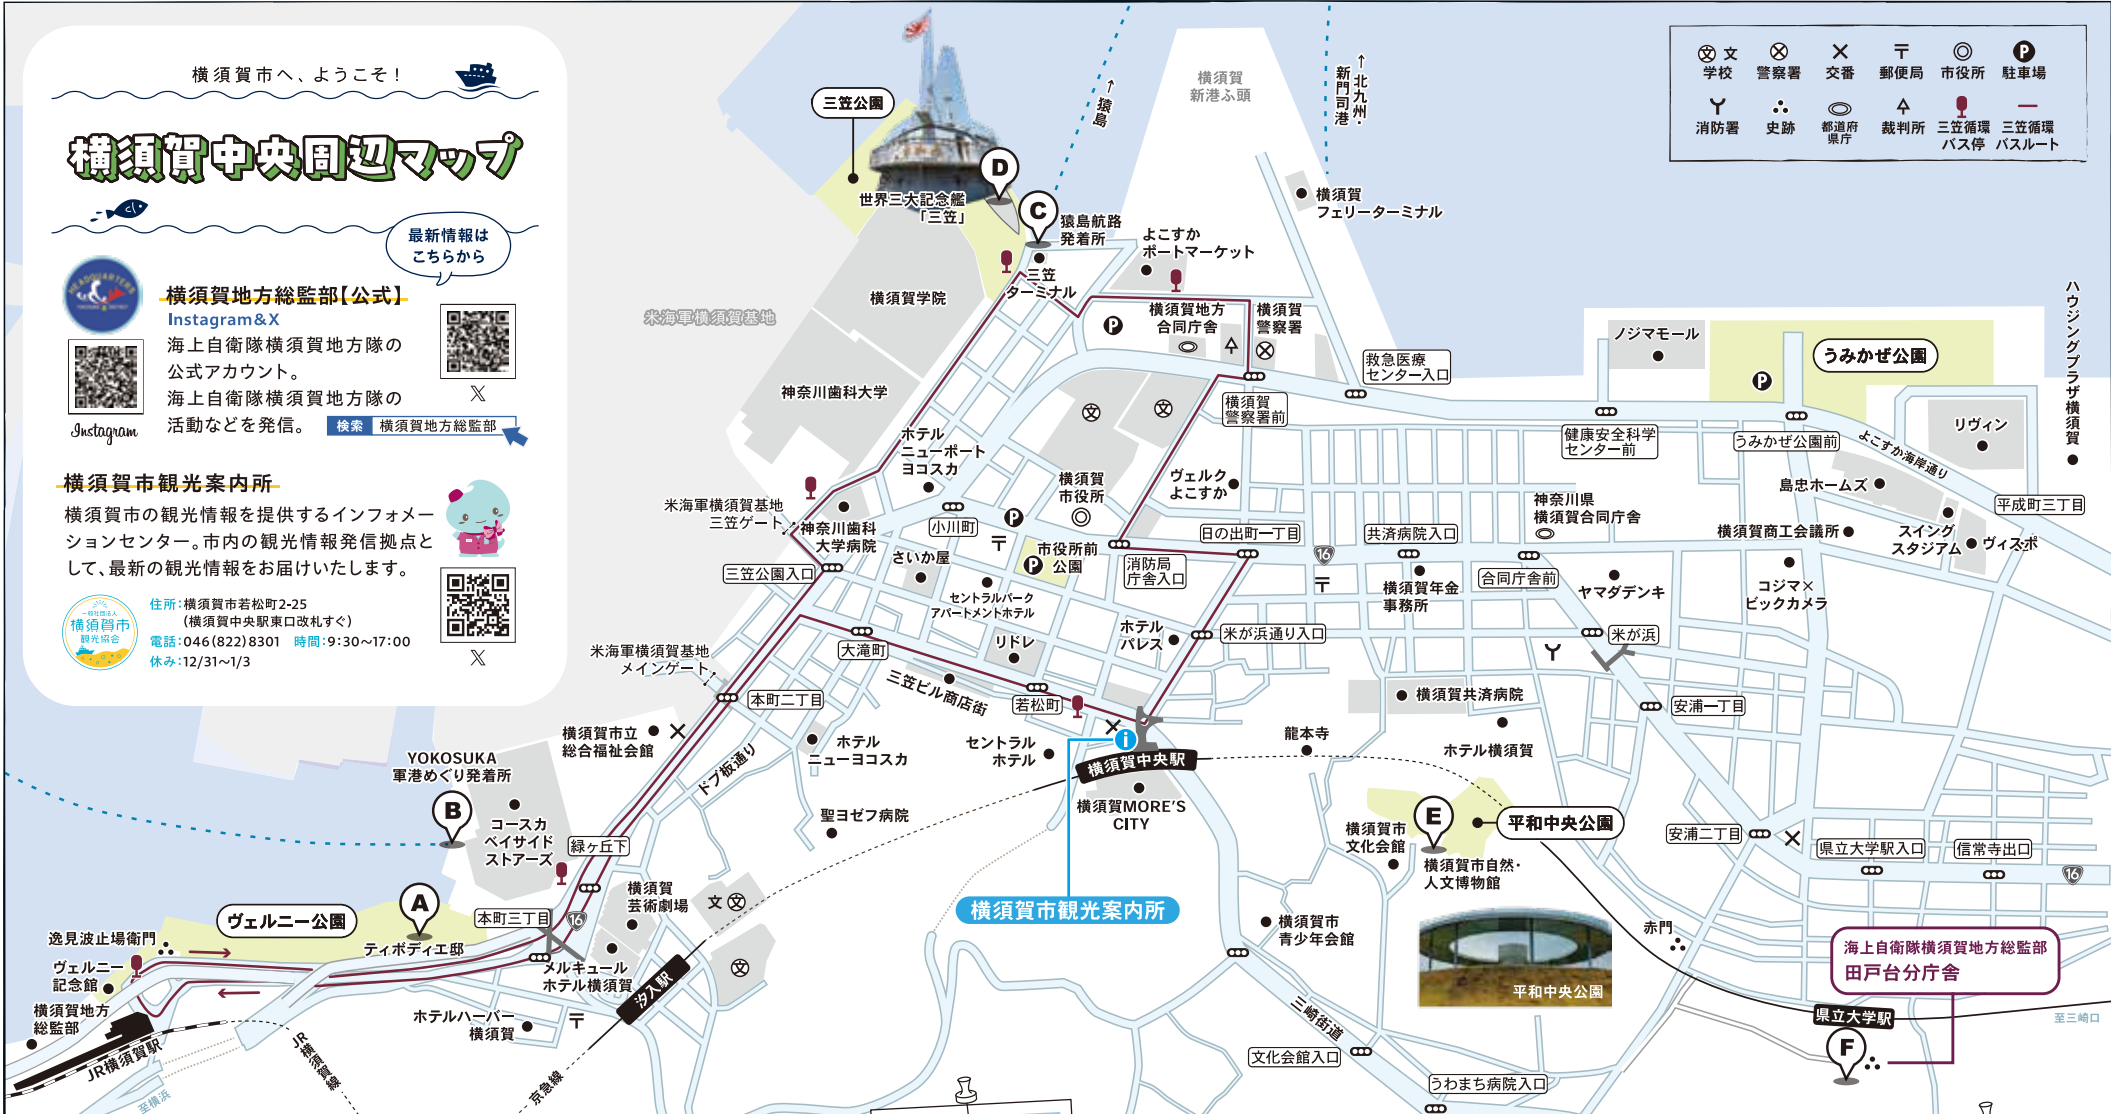 横須賀市へ、ようこそ！
横須賀中央周辺マップ
最新情報は
こちらから
HEADQUARTERS
横須賀地方総監部【公式】
Instagram&X
海上自衛隊横須賀地方隊の
公式アカウント。
海上自衛隊横須賀地方隊の
活動などを発信。
検索 横須賀地方総監部
Instagram
X
横須賀市観光案内所
横須賀市の観光情報を提供するインフォメー
ションセンター。市内の観光情報発信拠点と
して、最新の観光情報をお届けいたします。
一般社団法人
横須賀市
観光協会
住所：横須賀市若松町2-25
（横須賀中央駅東口改札すぐ）
電話：046(822)8301 時間：9:30〜17:00
休み：12/31〜1/3
X
文 文
学校
警察署
交番
郵便局
市役所
P
駐車場
消防署
史跡
都道府
県庁
裁判所
三笠循環
バス停
三笠循環
バスルート
三笠公園
世界三大記念艦
「三笠」
D
C
猿島航路
発着所
↑猿島
横須賀
新港ふ頭
↑北九州・
新門司港
横須賀
フェリーターミナル
よこすか
ポートマーケット
三笠
ターミナル
横須賀学院
米海軍横須賀基地
神奈川歯科大学
P
横須賀地方
合同庁舎
横須賀
警察署
救急医療
センター入口
横須賀
警察署前
文
文
ノジマモール
うみかぜ公園
P
ハウジングプラザ横須賀
リヴィン
健康安全科学
センター前
うみかぜ公園前
よこすか海岸通り
島忠ホームズ
平成町三丁目
スイング
スタジアム
ヴィスポ
横須賀商工会議所
コジマ×
ビックカメラ
神奈川県
横須賀合同庁舎
ヤマダデンキ
合同庁舎前
共済病院入口
横須賀年金
事務所
16
日の出町一丁目
ヴェルク
よこすか
横須賀
市役所
ホテル
ニューポート
ヨコスカ
小川町
P
市役所前
公園
P
消防局
庁舎入口
米海軍横須賀基地
三笠ゲート
神奈川歯科
大学病院
三笠公園入口
さいか屋
セントラルパーク
アパートメントホテル
リドレ
ホテル
パレス
米が浜通り入口
米が浜
大滝町
三笠ビル商店街
若松町
米海軍横須賀基地
メインゲート
本町二丁目
横須賀市立
総合福祉会館
ホテル
ニューヨコスカ
ドブ板通り
セントラル
ホテル
i
横須賀中央駅
横須賀MORE'S
CITY
横須賀市観光案内所
龍本寺
横須賀共済病院
ホテル横須賀
安浦一丁目
安浦二丁目
県立大学駅入口
信常寺出口
16
YOKOSUKA
軍港めぐり発着所
B
コースカ
ベイサイド
ストアーズ
緑ヶ丘下
聖ヨゼフ病院
横須賀
芸術劇場
文 文
文
A
ヴェルニー公園
ティボディエ邸
本町三丁目
16
メルキュール
ホテル横須賀
汐入駅
逸見波止場衛門
ヴェルニー
記念館
横須賀地方
総監部
JR横須賀駅
至横浜
JR横須賀線
ホテルハーバー
横須賀
京急線
E
横須賀市
文化会館
横須賀市自然・
人文博物館
平和中央公園
平和中央公園
横須賀市
青少年会館
三崎街道
文化会館入口
うわまち病院入口
赤門
海上自衛隊横須賀地方総監部
田戸台分庁舎
県立大学駅
F
至三崎口